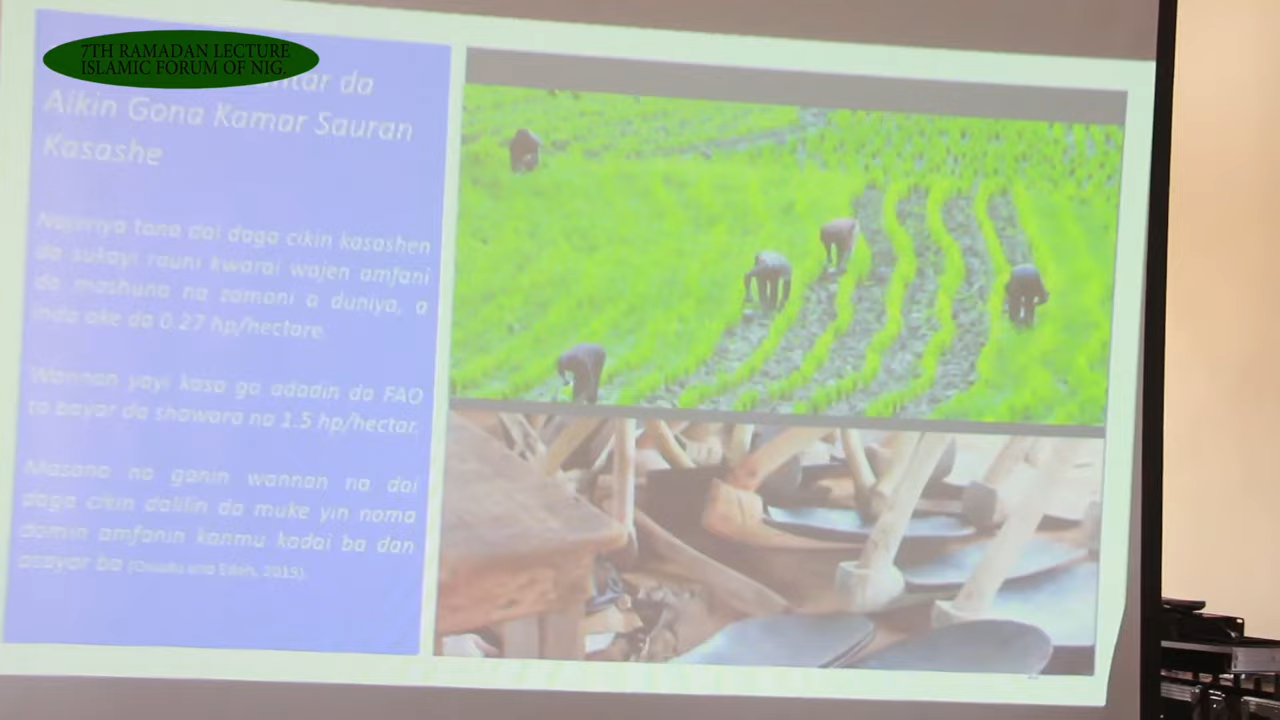 7TH RAMADAN LECTURE
ISLAMIC FORUM OF NIG.
da
Aikin Gona Kamar Sauran
Kasashe
Najeriya tana dai daga cikin kasashen
da sukayi rauni kwarai wajen amfani
da mashuna na zamani a duniya, a
inda ake da 0.27 hp/hectare.
Wannan yayi kasa ga adadin da FAO
ta bayar da shawara na 1.5 hp/hectar.
Masana na ganin wannan na dai
daga cikin dalilin da muke yin noma
domin amfanin kanmu kadai ba dan
sayar ba